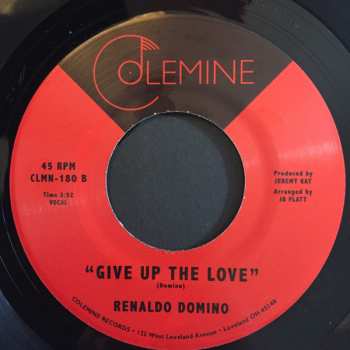 COLEMINE
45 RPM
CLMN-180 B
Time 3:52
VOCAL
Produced by
JEREMY KAY
Arranged by
JB FLATT
"GIVE UP THE LOVE"
(Domino)
RENALDO DOMINO
COLEMINE RECORDS • 132 West Loveland Avenue • Loveland OH 45140